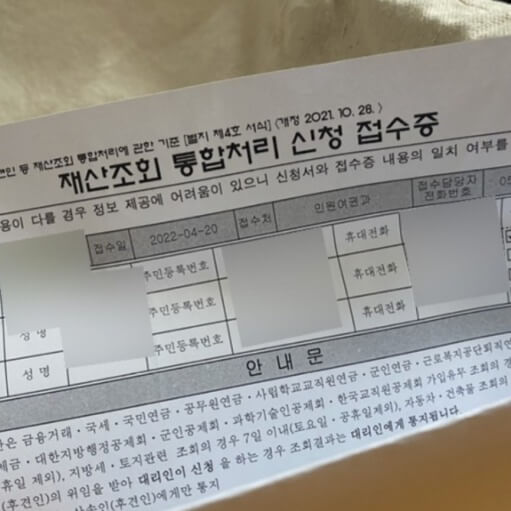 인 등 재산조회 통합처리에 관한 기준 [별지 제4호 서식] <개정 2021. 10. 28.>
재산조회 통합처리 신청 접수증
용이 다를 경우 정보 제공에 어려움이 있으니 신청서와 접수증 내용의 일치 여부를
접수일 2022-04-20 접수처 민원여권과 접수담당자 전화번호 05
주민등록번호 휴대전화
성 명 주민등록번호 휴대전화
성 명 주민등록번호 휴대전화
안 내 문
은 금융거래・국세・국민연금・공무원연금・사립학교교직원연금・군인연금・근로복지공단퇴직연
세금・대한지방행정공제회・군인공제회・과학기술인공제회・한국교직원공제회 가입유무 조회의 경
휴일 제외), 지방세・토지관련 조회의 경우 7일 이내(토요일・공휴일제외), 자동차・건축물 조회의
(후견인)의 위임을 받아 대리인이 신청 을 하는 경우 조회결과는 대리인에게 통지됩니다.
상속인(후견인)에게만 통지